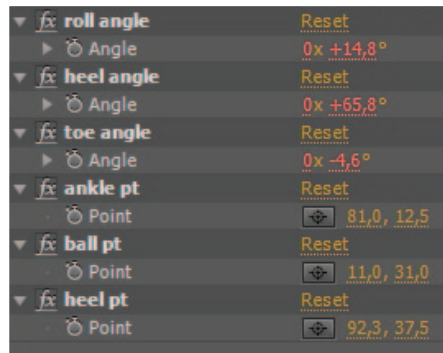 fx roll angle Reset
Angle 0x +14,8°
fx heel angle Reset
Angle 0x +65,8°
fx toe angle Reset
Angle 0x -4,6°
fx ankle pt Reset
Point 81,0, 12,5
fx ball pt Reset
Point 11,0, 31,0
fx heel pt Reset
Point 92,3, 37,5